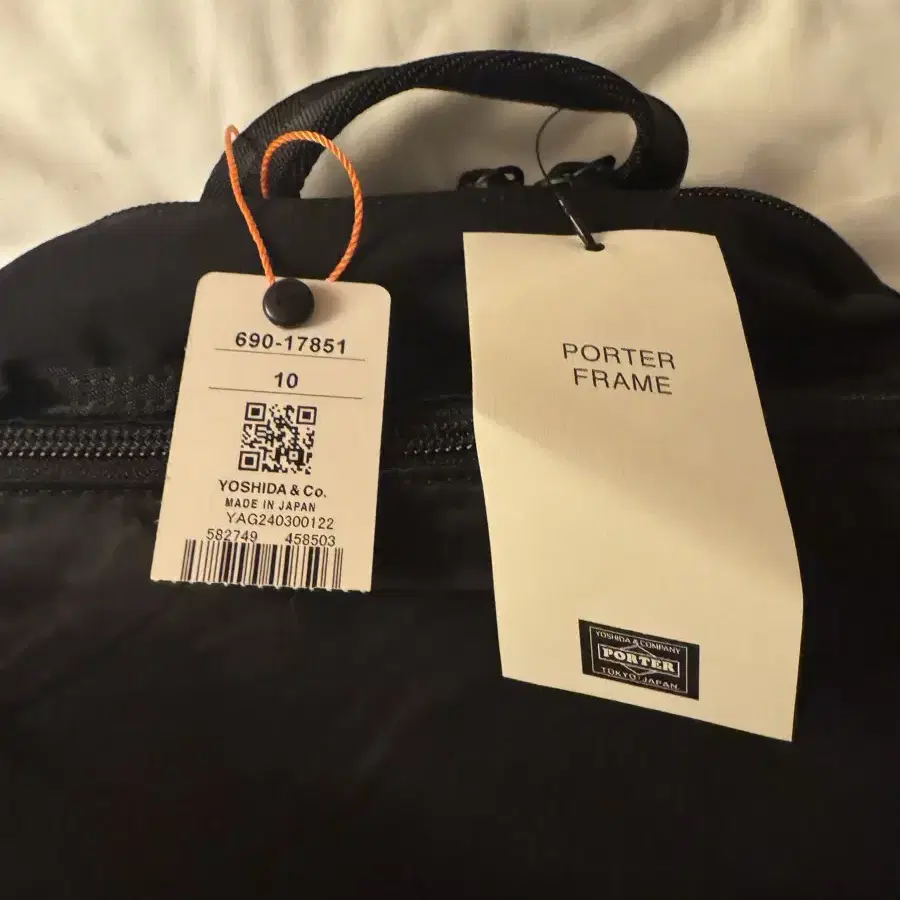 690-17851
10
YOSHIDA & Co.
MADE IN JAPAN
YAG240300122
582749 458503
PORTER
FRAME
YOSHIDA & COMPANY
PORTER
TOKYO, JAPAN.